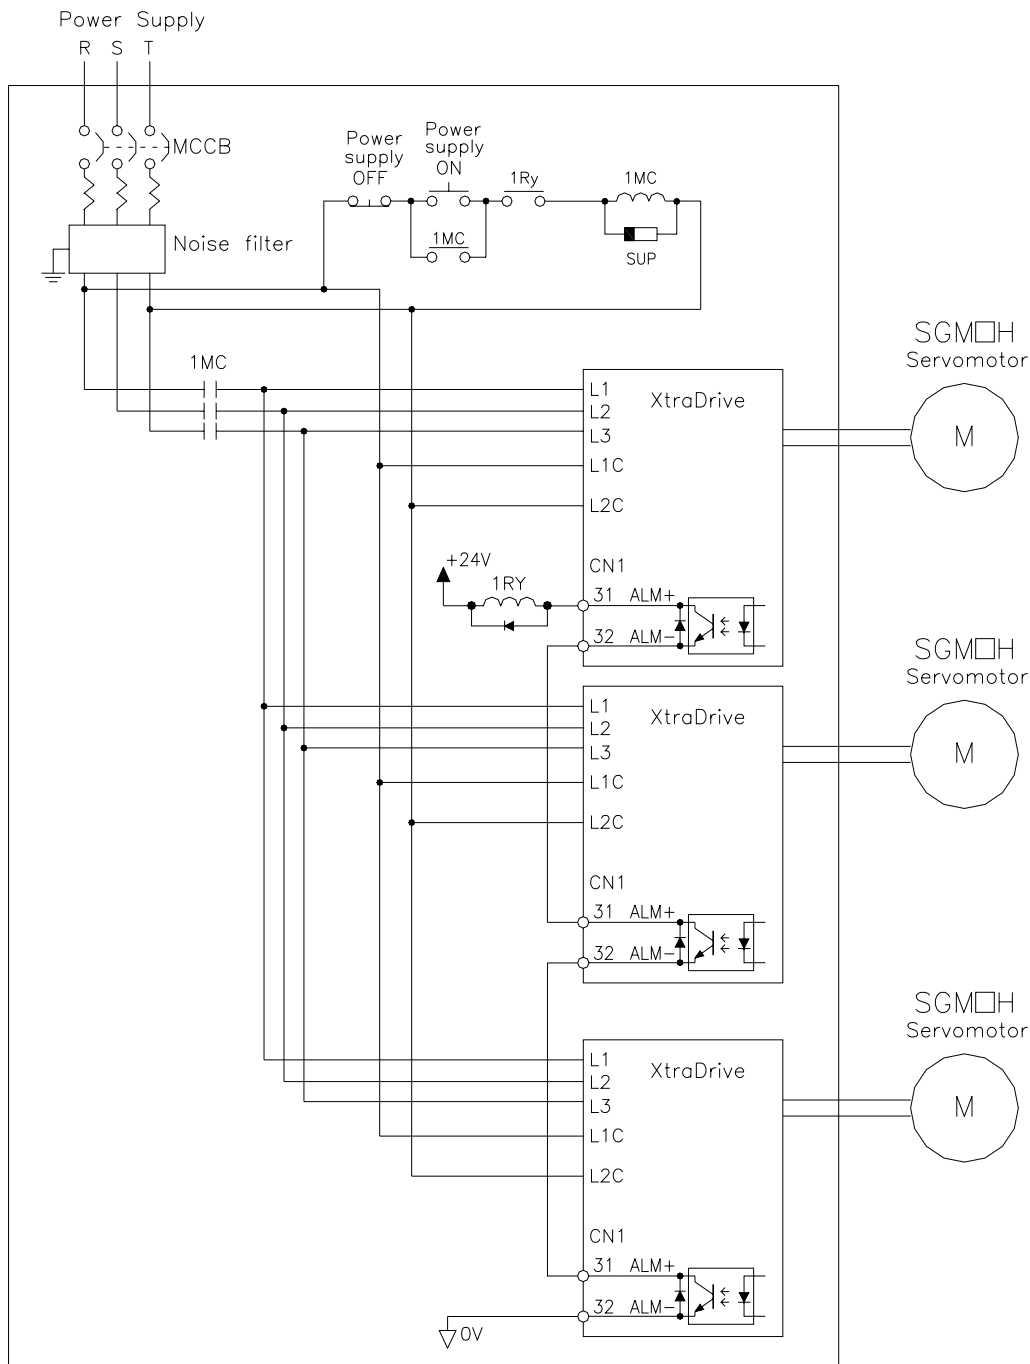 Power Supply
R S T
MCCB
Power
supply
OFF
Power
supply
ON
1Ry
1MC
1MC
SUP
Noise filter
1MC
SGM□H
Servomotor
M
L1
L2
L3
L1C
L2C
XtraDrive
+24V
1RY
CN1
31 ALM+
32 ALM-
SGM□H
Servomotor
M
L1
L2
L3
L1C
L2C
XtraDrive
CN1
31 ALM+
32 ALM-
SGM□H
Servomotor
M
L1
L2
L3
L1C
L2C
XtraDrive
CN1
31 ALM+
32 ALM-
0V